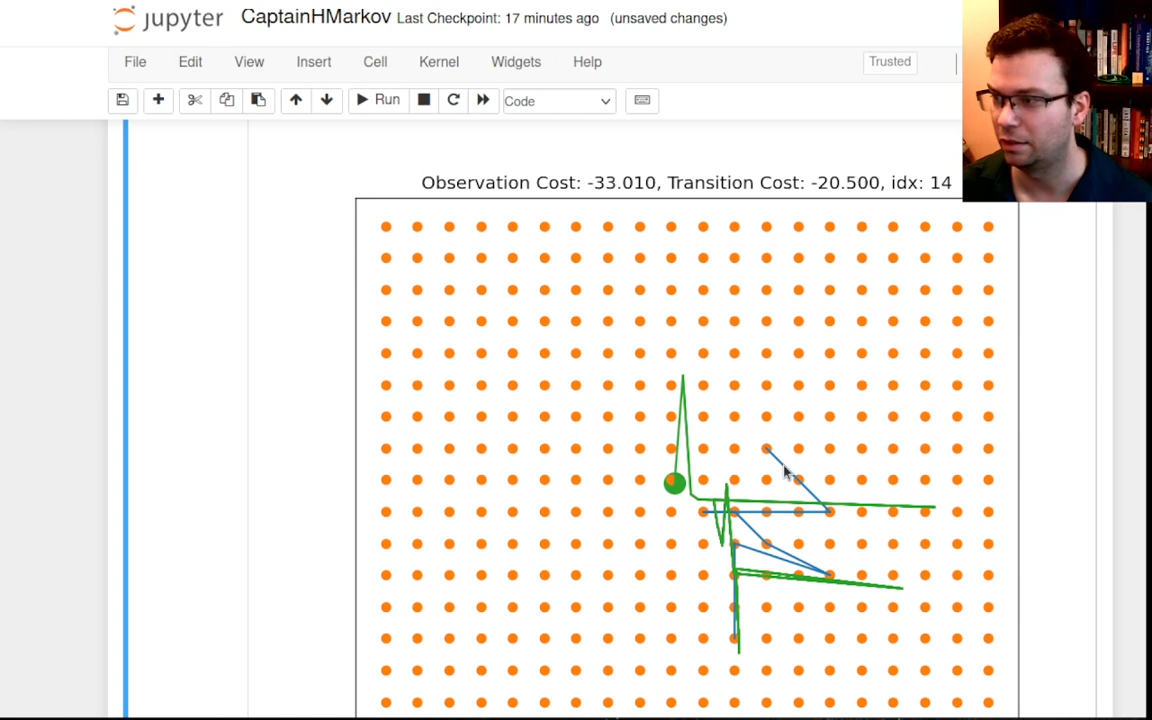 jupyter CaptainHMarkov Last Checkpoint: 17 minutes ago (unsaved changes)
File Edit View Insert Cell Kernel Widgets Help Trusted
Run Code
Observation Cost: -33.010, Transition Cost: -20.500, idx: 14